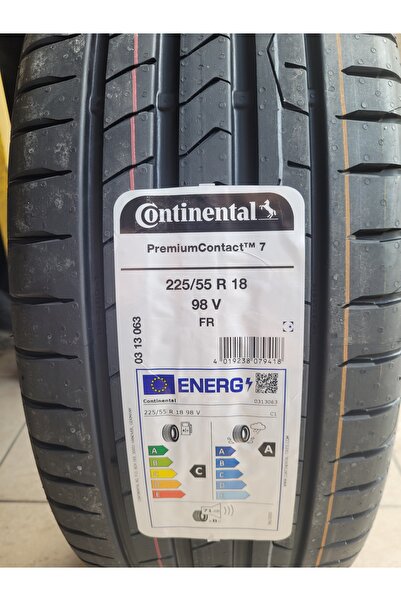 Continental
PremiumContact™ 7
225/55 R 18
98 V
FR
03 13 063
4 019238 079418
ENERG
Continental
0313063
225/55 R 18 98 V
C1
A
B
C
D
E
C
A
B
C
D
E
A